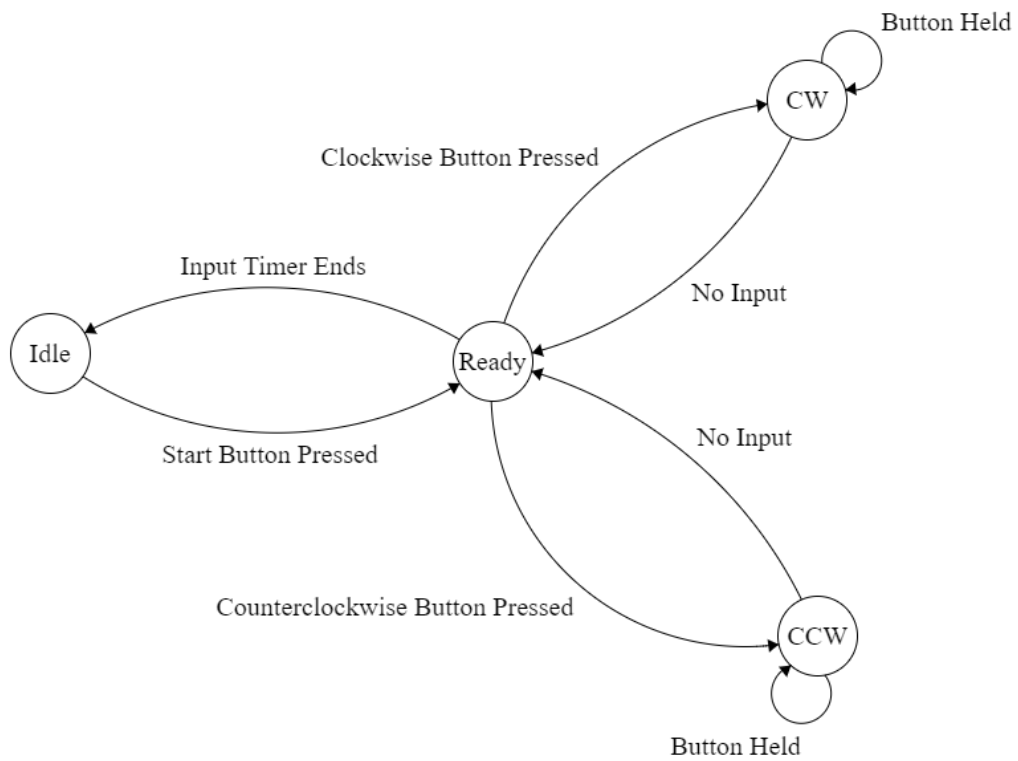 Button Held
CW
Clockwise Button Pressed
Input Timer Ends
No Input
Idle
Ready
Start Button Pressed
No Input
Counterclockwise Button Pressed
CCW
Button Held